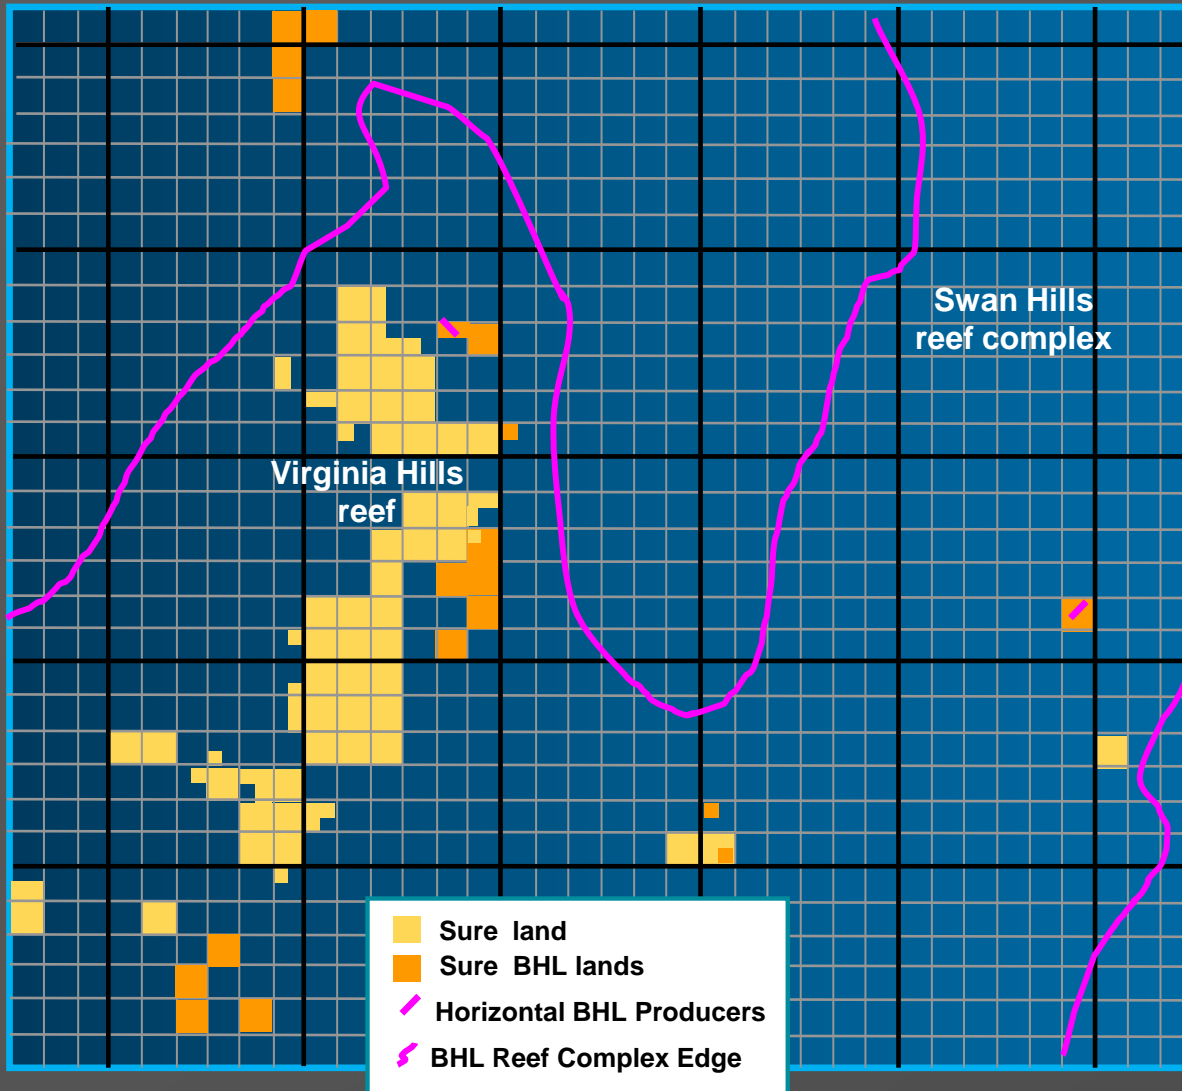 Swan Hills
reef complex
Virginia Hills
reef
Sure land
Sure BHL lands
Horizontal BHL Producers
BHL Reef Complex Edge